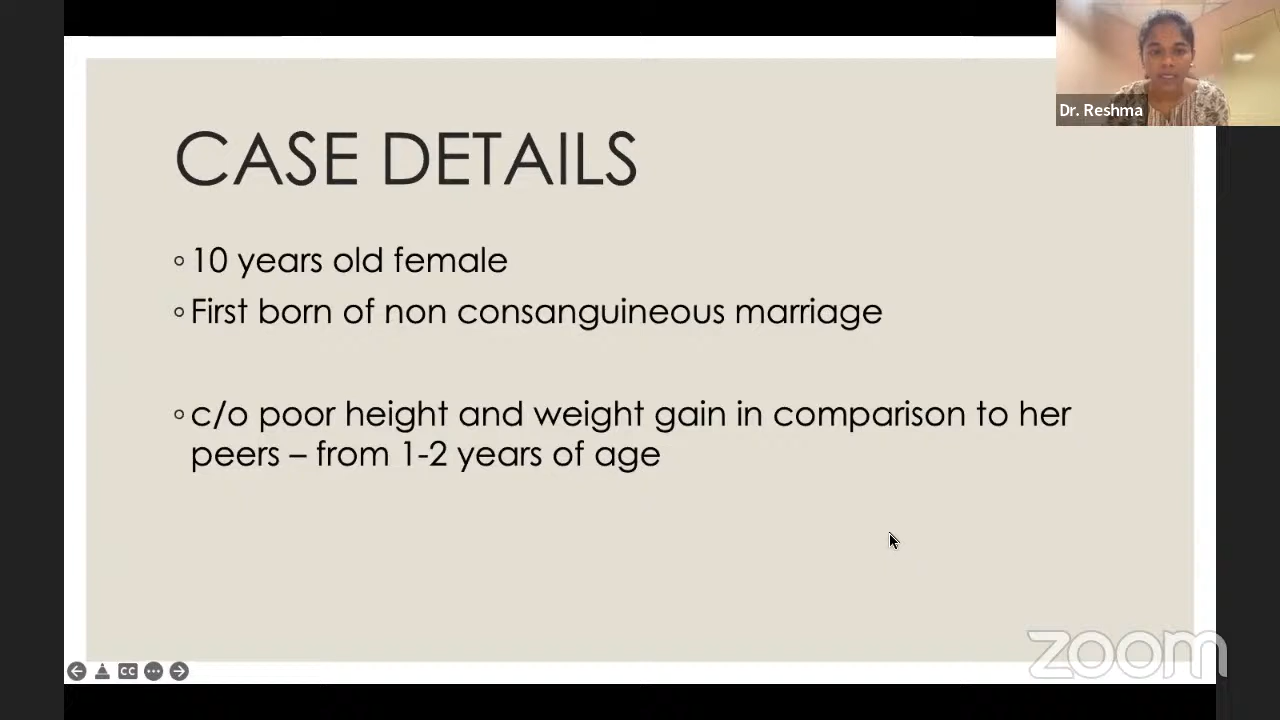 Dr. Reshma
CASE DETAILS
◦10 years old female
◦First born of non consanguineous marriage
◦c/o poor height and weight gain in comparison to her
peers – from 1-2 years of age
CC
zoom